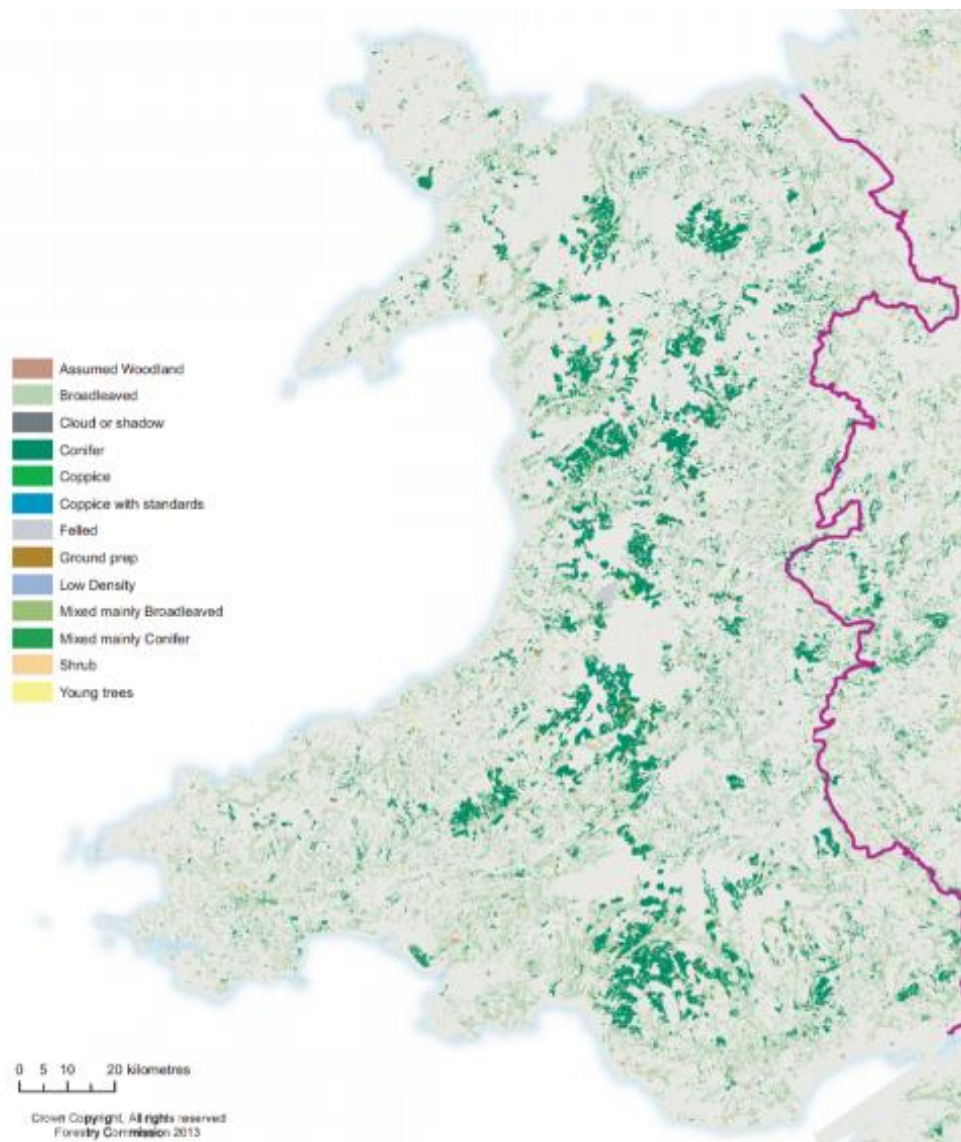 Assumed Woodland
Broadleaved
Cloud or shadow
Conifer
Coppice
Coppice with standards
Felled
Ground prep
Low Density
Mixed mainly Broadleaved
Mixed mainly Conifer
Shrub
Young trees
0 5 10 20 kilometres
Crown Copyright, All rights reserved
Forestry Commission 2013